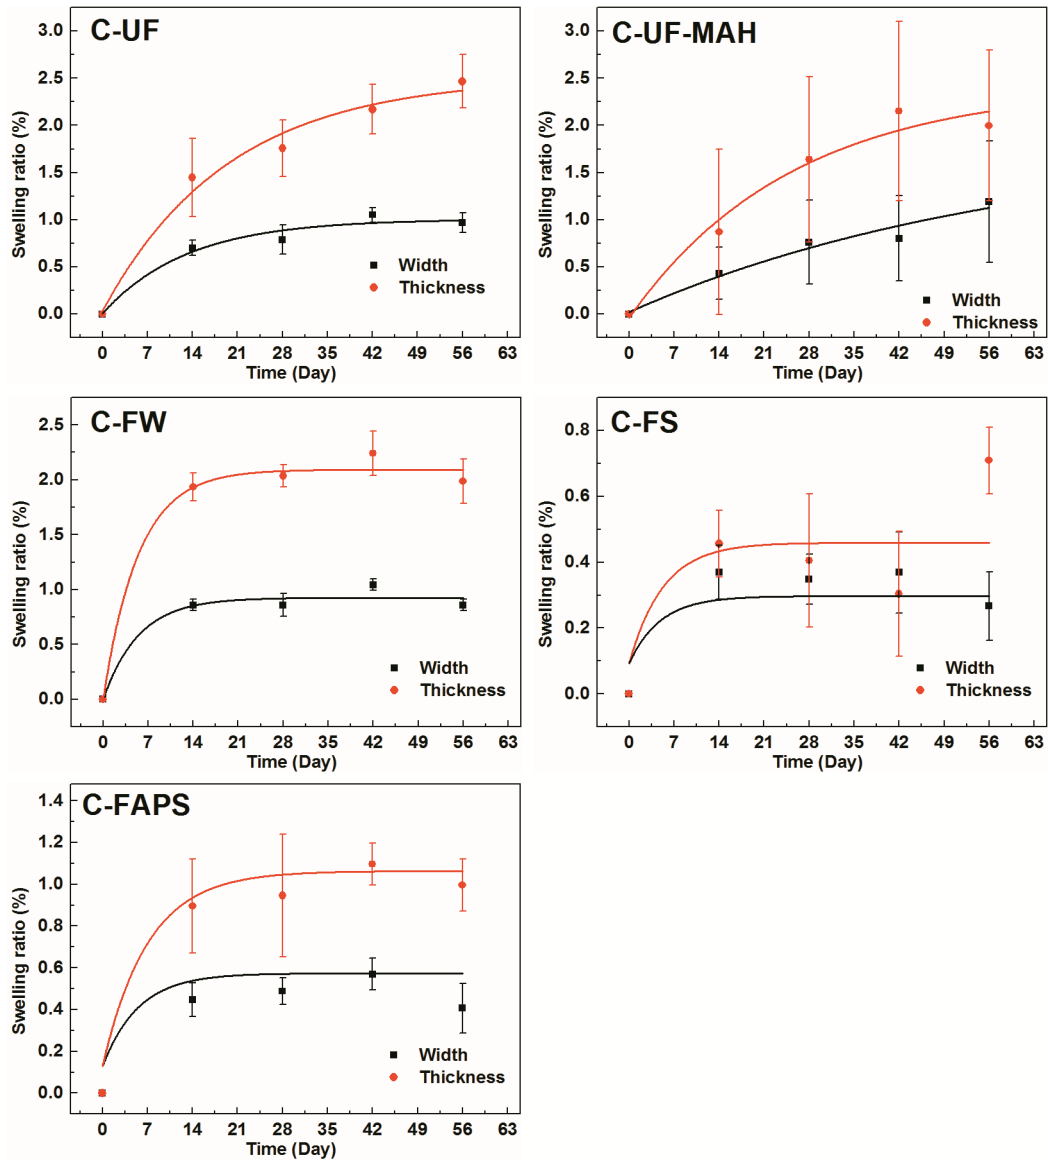 C-UF
3.0
2.5
2.0
1.5
1.0
0.5
0.0
Swelling ratio (%)
Width
Thickness
0 7 14 21 28 35 42 49 56 63
Time (Day)
C-UF-MAH
3.0
2.5
2.0
1.5
1.0
0.5
0.0
Swelling ratio (%)
Width
Thickness
0 7 14 21 28 35 42 49 56 63
Time (Day)
C-FW
2.5
2.0
1.5
1.0
0.5
0.0
Swelling ratio (%)
Width
Thickness
0 7 14 21 28 35 42 49 56 63
Time (Day)
C-FS
0.8
0.6
0.4
0.2
0.0
Swelling ratio (%)
Width
Thickness
0 7 14 21 28 35 42 49 56 63
Time (Day)
C-FAPS
1.4
1.2
1.0
0.8
0.6
0.4
0.2
0.0
Swelling ratio (%)
Width
Thickness
0 7 14 21 28 35 42 49 56 63
Time (Day)